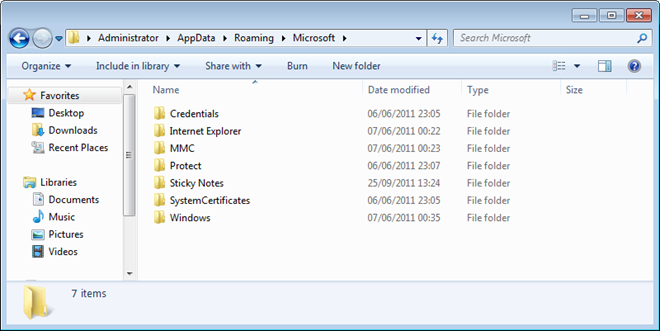 Administrator AppData Roaming Microsoft Search Microsoft
Organize Include in library Share with Burn New folder
Favorites
Desktop
Downloads
Recent Places
Libraries
Documents
Music
Pictures
Videos
Name Date modified Type Size
Credentials 06/06/2011 23:05 File folder
Internet Explorer 07/06/2011 00:22 File folder
MMC 07/06/2011 00:23 File folder
Protect 06/06/2011 23:07 File folder
Sticky Notes 25/09/2011 13:24 File folder
SystemCertificates 06/06/2011 23:05 File folder
Windows 07/06/2011 00:35 File folder
7 items